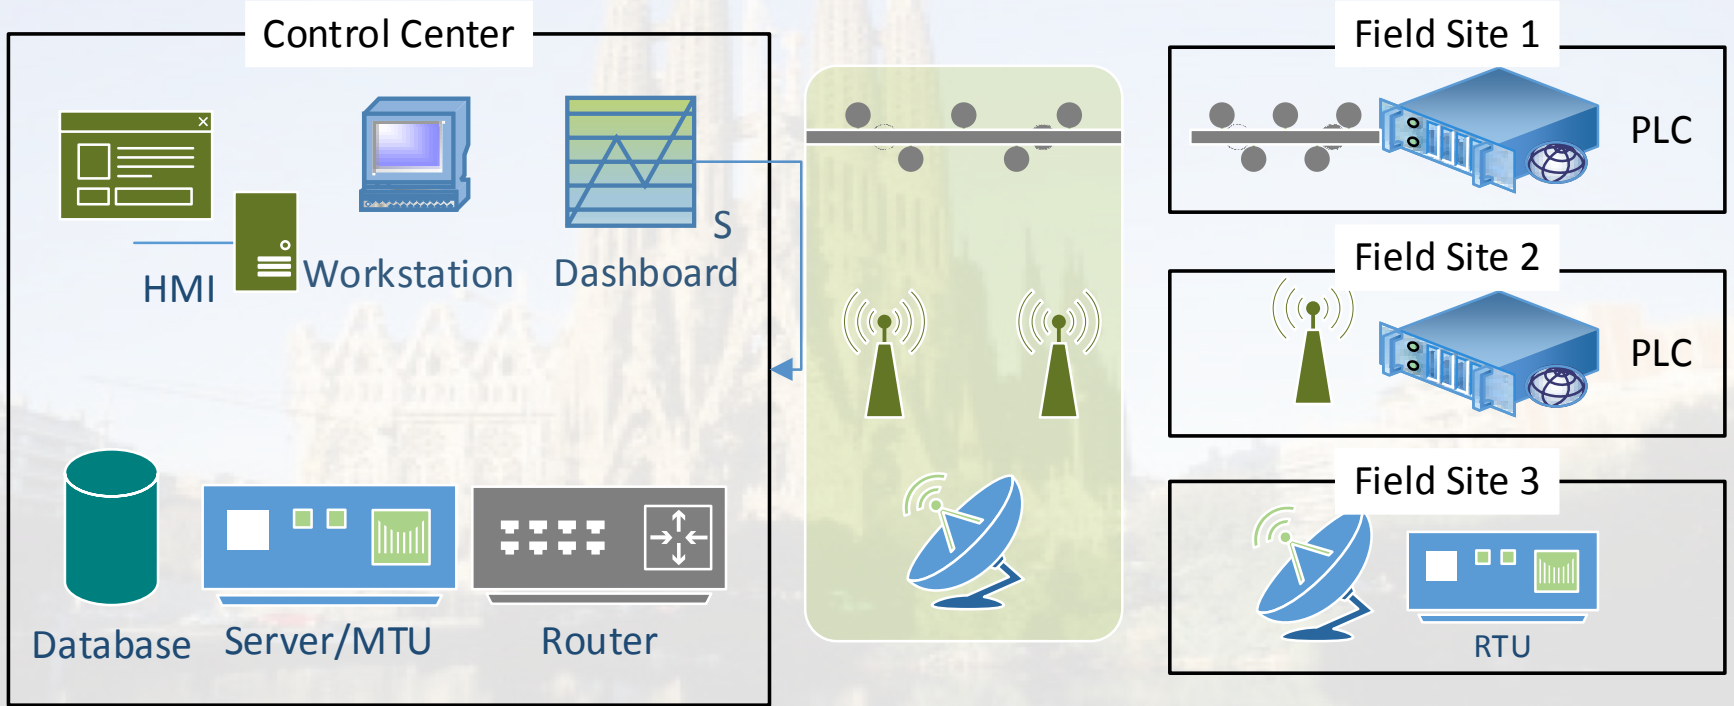 Control Center
HMI
Workstation
S
Dashboard
Database
Server/MTU
Router
Field Site 1
PLC
Field Site 2
PLC
Field Site 3
RTU